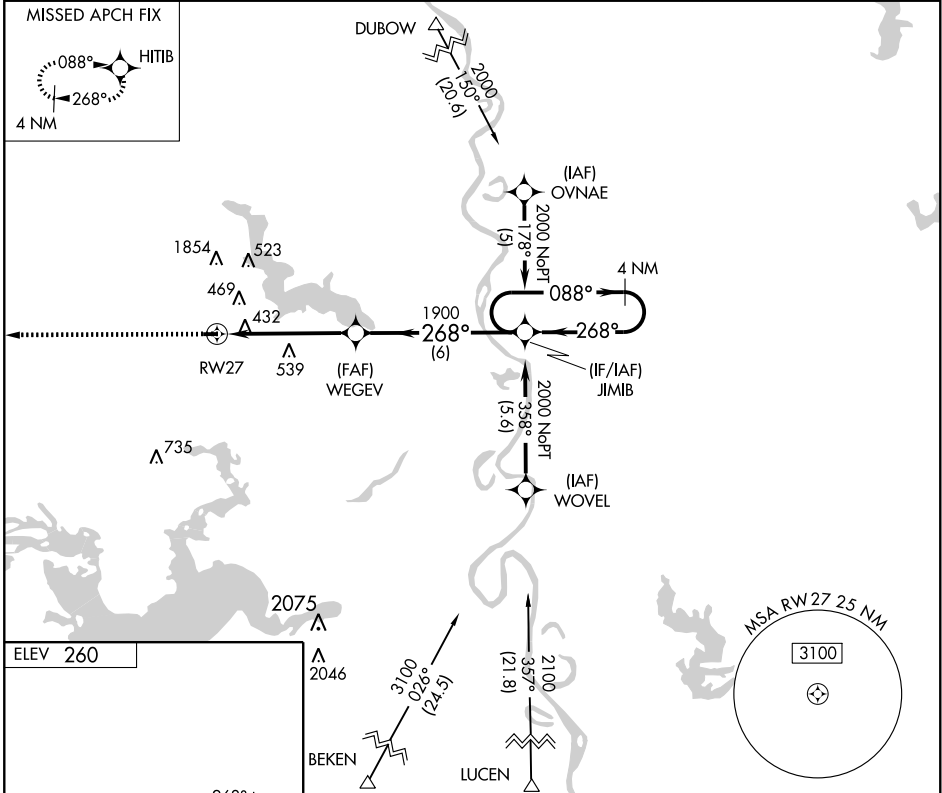 MISSED APCH FIX
HITIB
088°
268°
4 NM
DUBOW
2000
150°
(20.6)
(IAF)
OVNAE
2000 NoPT
178°
(5)
4 NM
088°
268°
1854
523
469
432
1900
268°
(6)
RW27
539
(FAF)
WEGEV
(IF/IAF)
JIMIB
2000 NoPT
358°
(5.6)
735
(IAF)
WOVEL
2075
2046
MSA RW27 25 NM
3100
ELEV 260
3100
026°
(24.5)
2100
357°
(21.8)
BEKEN
LUCEN